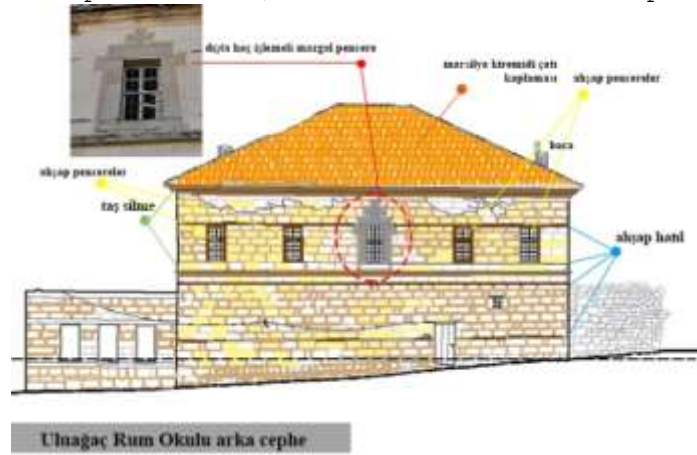 dıştı haç işlemeli mazgal pencere
marsilya kiremidi çatı
kaplaması
ahşap pencereler
baca
ahşap pencereler
taş silme
ahşap hatıl
Uluağaç Rum Okulu arka cephe